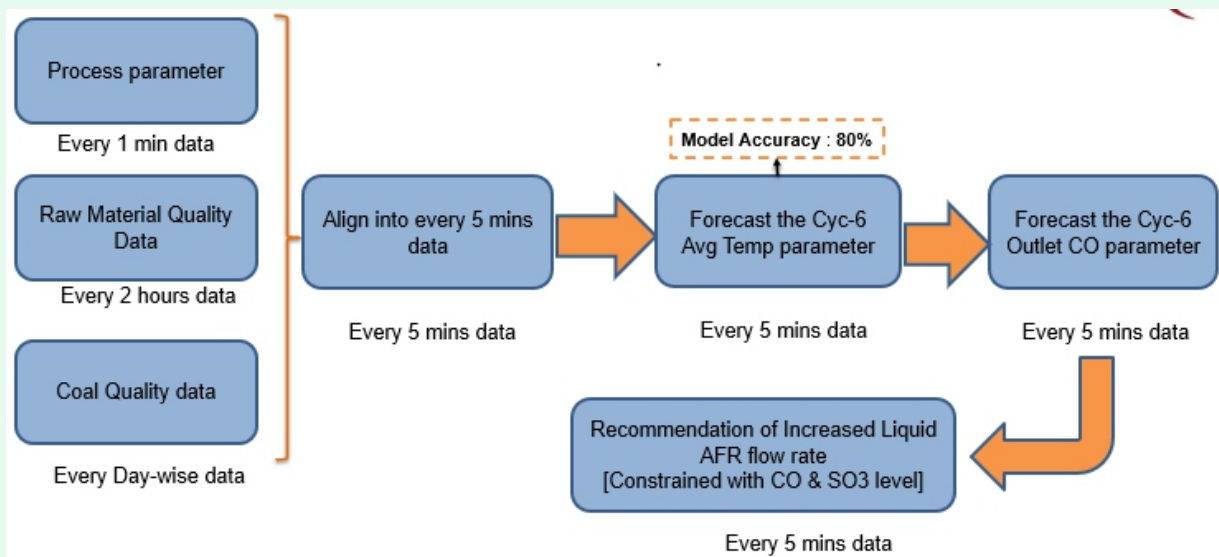 Process parameter
Every 1 min data
Raw Material Quality
Data
Every 2 hours data
Coal Quality data
Every Day-wise data
Align into every 5 mins
data
Every 5 mins data
Model Accuracy : 80%
Forecast the Cyc-6
Avg Temp parameter
Every 5 mins data
Forecast the Cyc-6
Outlet CO parameter
Every 5 mins data
Recommendation of Increased Liquid
AFR flow rate
[Constrained with CO & SO3 level]
Every 5 mins data